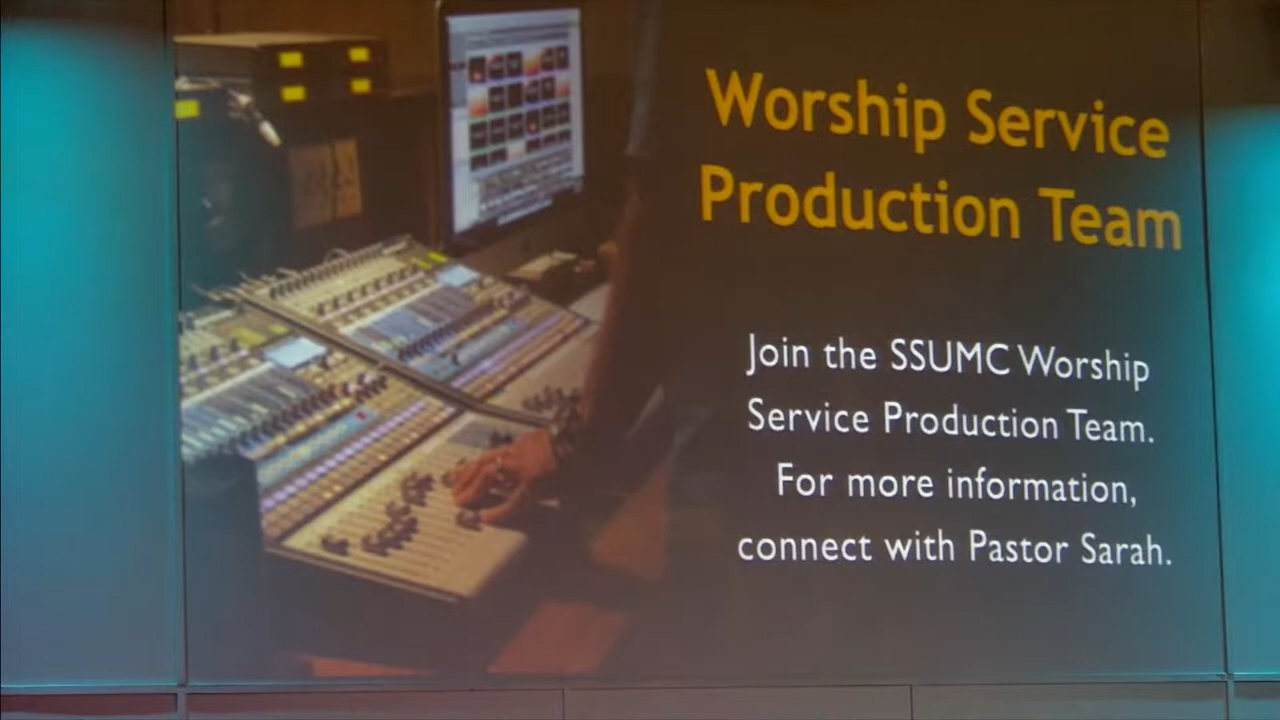 Worship Service
Production Team
Join the SSUMC Worship
Service Production Team.
For more information,
connect with Pastor Sarah.